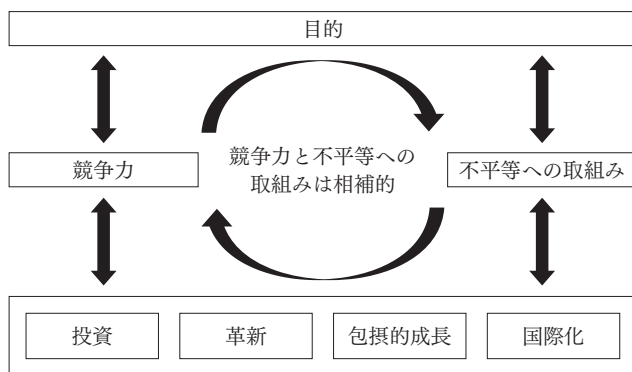 目的
競争力
競争力と不平等への
取組みは相補的
不平等への取組み
投資
革新
包摂的成長
国際化